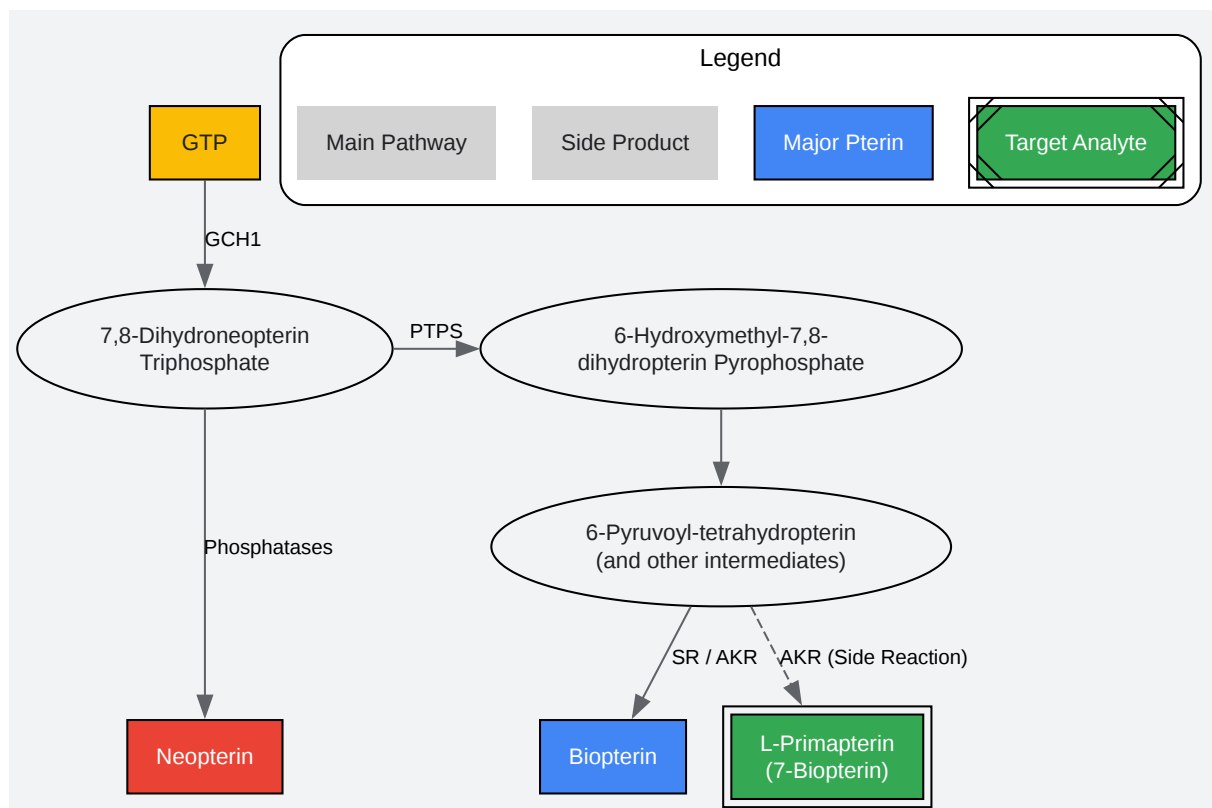 Legend
GTP
Main Pathway
Side Product
Major Pterin
Target Analyte
GCH1
7,8-Dihydroneopterin
Triphosphate
PTPS
6-Hydroxymethyl-7,8-
dihydropterin Pyrophosphate
Phosphatases
6-Pyruvoyl-tetrahydropterin
(and other intermediates)
SR / AKR
AKR (Side Reaction)
Neopterin
Biopterin
L-Primapterin
(7-Biopterin)